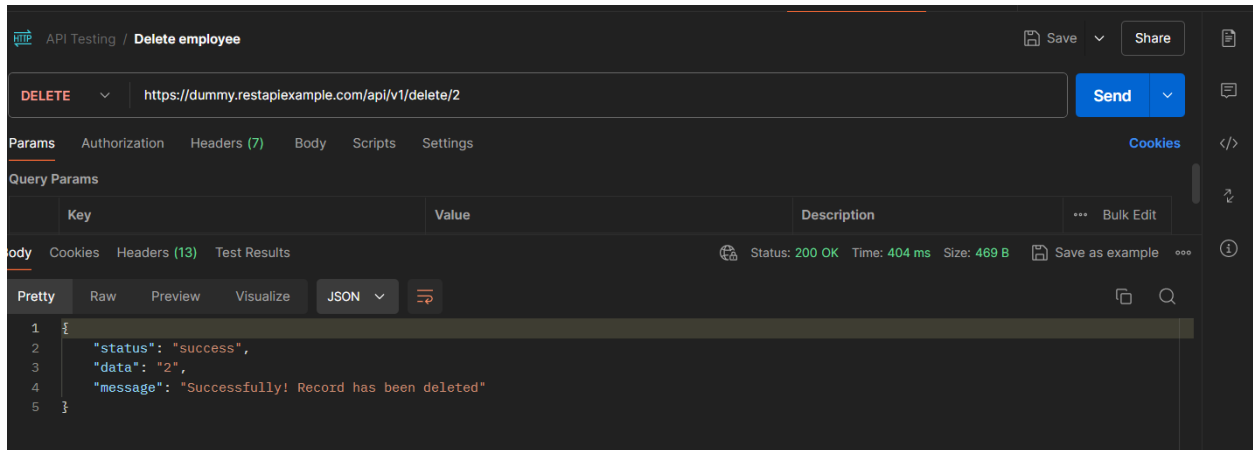 HTTP API Testing / Delete employee Save Share
DELETE https://dummy.restapiexample.com/api/v1/delete/2 Send
Params Authorization Headers (7) Body Scripts Settings Cookies
Query Params
Key Value Description Bulk Edit
ody Cookies Headers (13) Test Results Status: 200 OK Time: 404 ms Size: 469 B Save as example
Pretty Raw Preview Visualize JSON
1 {
2 "status": "success",
3 "data": "2",
4 "message": "Successfully! Record has been deleted"
5 }